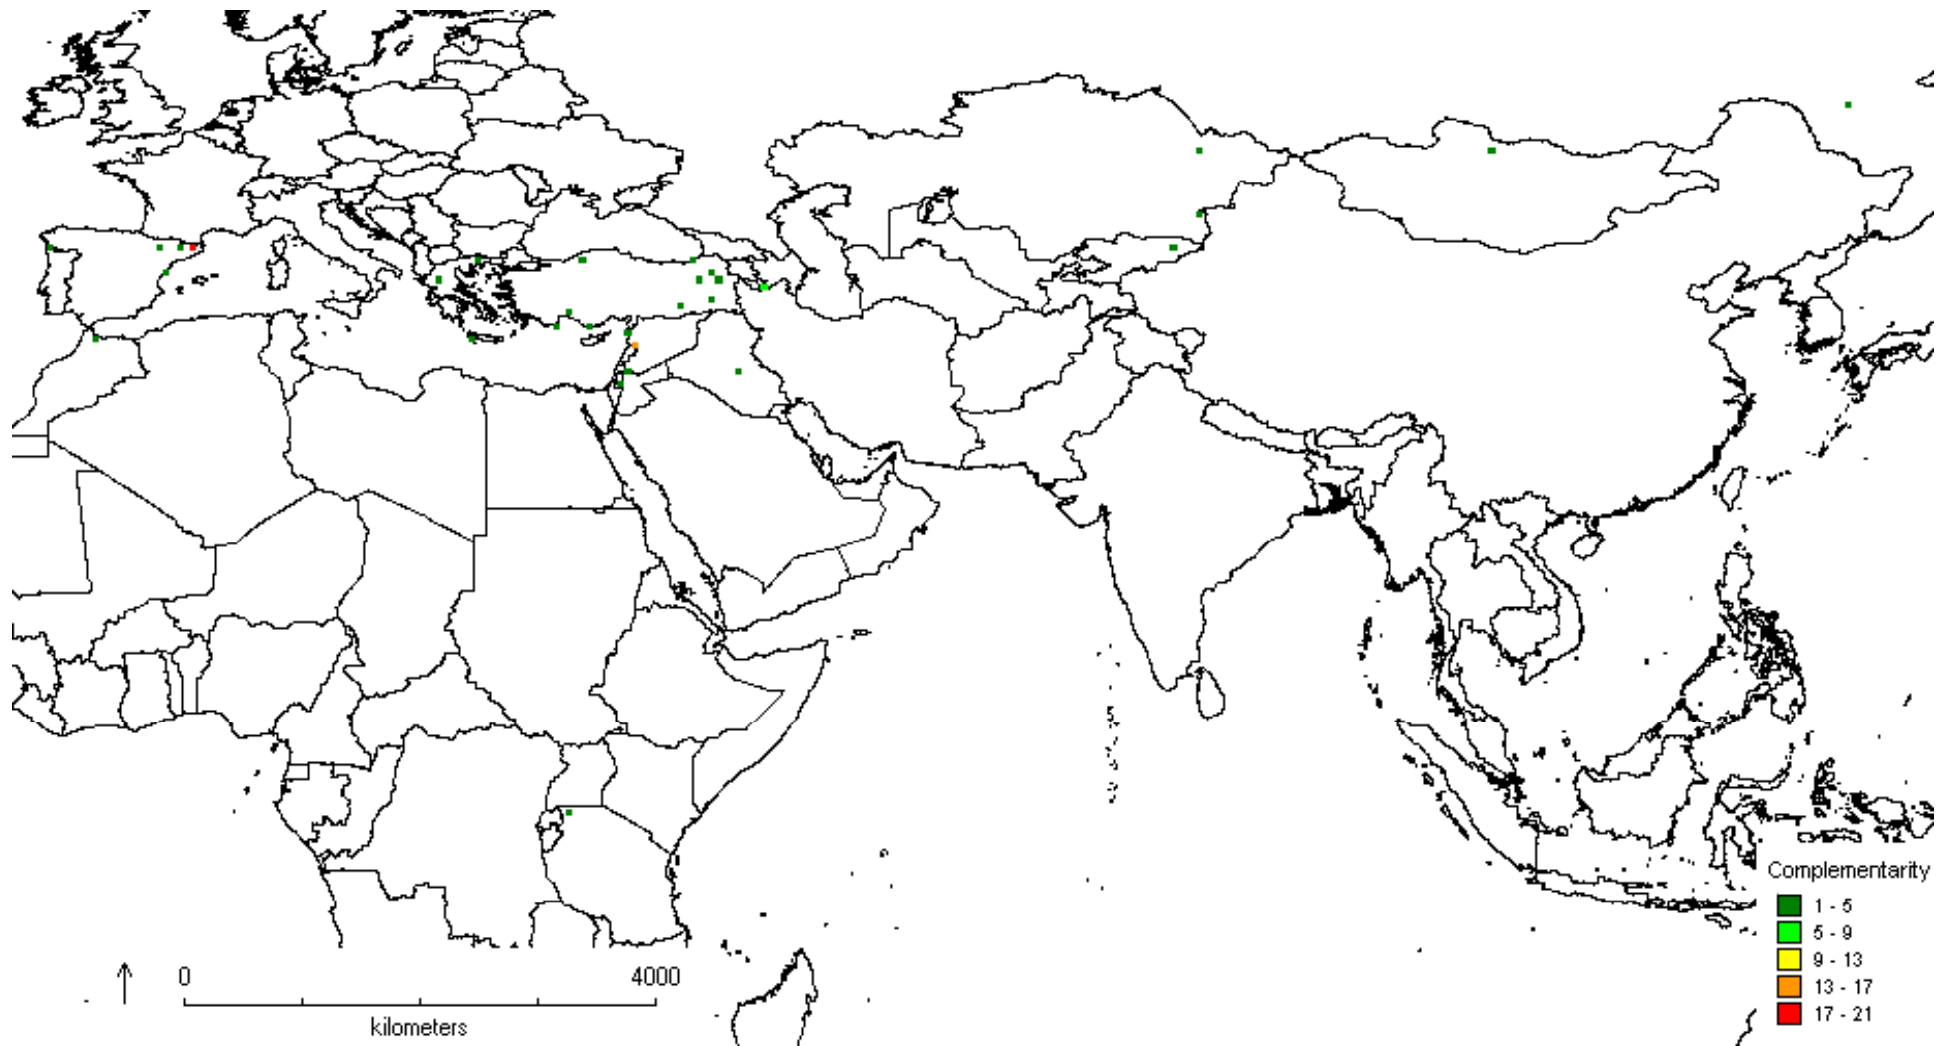 Complementarity
1 - 5
5 - 9
9 - 13
13 - 17
17 - 21
0 4000
kilometers